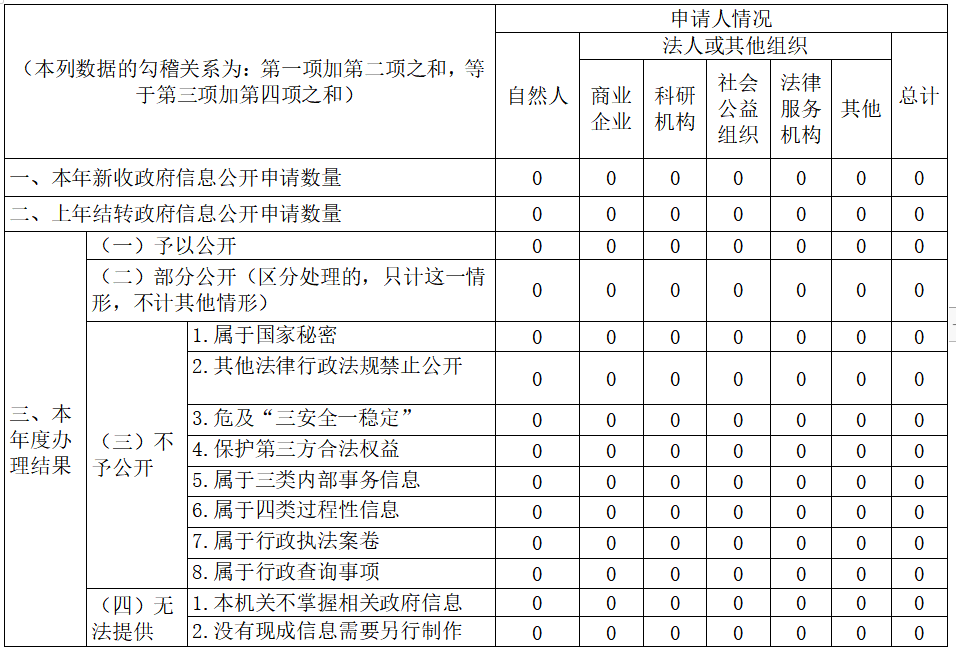 申请人情况
（本列数据的勾稽关系为：第一项加第二项之和，等
于第三项加第四项之和）
法人或其他组织
自然人
商业
企业
科研
机构
社会
公益
组织
法律
服务
机构
其他
总计
一、本年新收政府信息公开申请数量 0 0 0 0 0 0 0
二、上年结转政府信息公开申请数量 0 0 0 0 0 0 0
三、本
年度办
理结果
（一）予以公开 0 0 0 0 0 0 0
（二）部分公开（区分处理的，只计这一情
形，不计其他情形） 0 0 0 0 0 0 0
（三）不
予公开
1.属于国家秘密 0 0 0 0 0 0 0
2.其他法律行政法规禁止公开 0 0 0 0 0 0 0
3.危及“三安全一稳定” 0 0 0 0 0 0 0
4.保护第三方合法权益 0 0 0 0 0 0 0
5.属于三类内部事务信息 0 0 0 0 0 0 0
6.属于四类过程性信息 0 0 0 0 0 0 0
7.属于行政执法案卷 0 0 0 0 0 0 0
8.属于行政查询事项 0 0 0 0 0 0 0
（四）无
法提供
1.本机关不掌握相关政府信息 0 0 0 0 0 0 0
2.没有现成信息需要另行制作 0 0 0 0 0 0 0